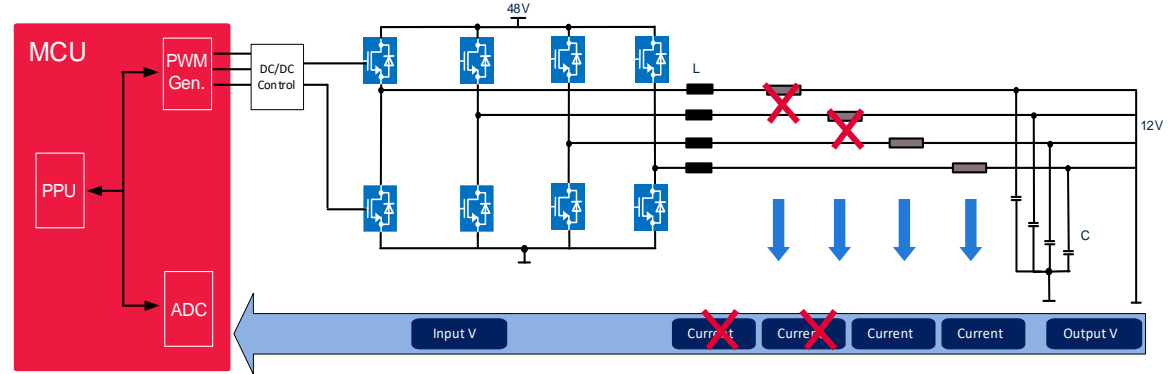 48V
MCU
PWM
Gen.
DC/DC
Control
L
12V
PPU
C
ADC
Input V
Current
Current
Current
Current
Output V